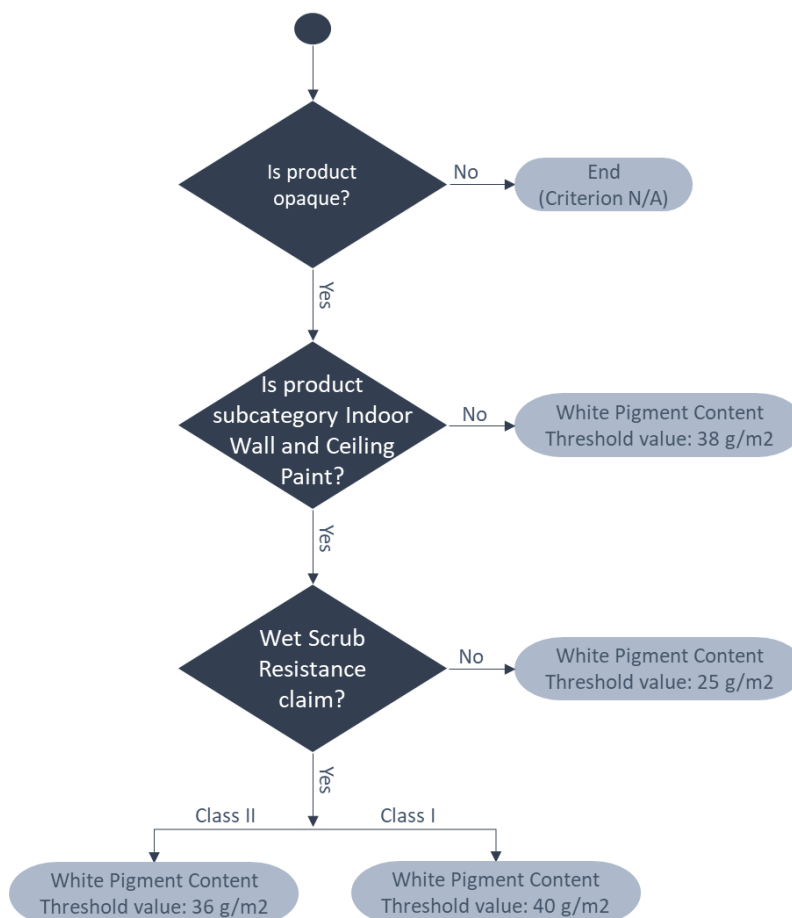 Is product
opaque?
No
End
(Criterion N/A)
Yes
Is product
subcategory Indoor
Wall and Ceiling
Paint?
No
White Pigment Content
Threshold value: 38 g/m2
Yes
Wet Scrub
Resistance
claim?
No
White Pigment Content
Threshold value: 25 g/m2
Yes
Class II
Class I
White Pigment Content
Threshold value: 36 g/m2
White Pigment Content
Threshold value: 40 g/m2